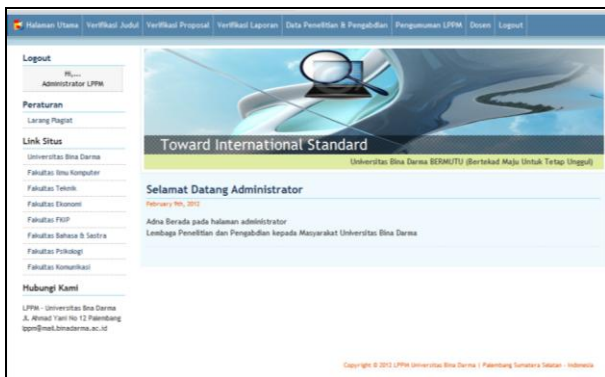 Halaman Utama Verifikasi Judul Verifikasi Proposal Verifikasi Laporan Data Penelitian & Pengabdian Pengumuman LPPM Dosen Logout
Logout
Hi,...
Administrator LPPM
Peraturan
Larang Plagiat
Link Situs
Universitas Bina Darma
Fakultas Ilmu Komputer
Fakultas Teknik
Fakultas Ekonomi
Fakultas FKIP
Fakultas Bahasa & Sastra
Fakultas Psikologi
Fakultas Komunikasi
Hubungi Kami
LPPM - Universitas Bina Darma
Jl. Ahmad Yani No 12 Palembang
lppm@mail.binadarma.ac.id
Toward International Standard
Universitas Bina Darma BERMUTU (Bertekad Maju Untuk Tetap Unggul)
Selamat Datang Administrator
February 9th, 2012
Adna Berada pada halaman administrator
Lembaga Penelitian dan Pengabdian kepada Masyarakat Universitas Bina Darma
Copyright © 2012 LPPM Universitas Bina Darma | Palembang Sumatera Selatan - Indonesia